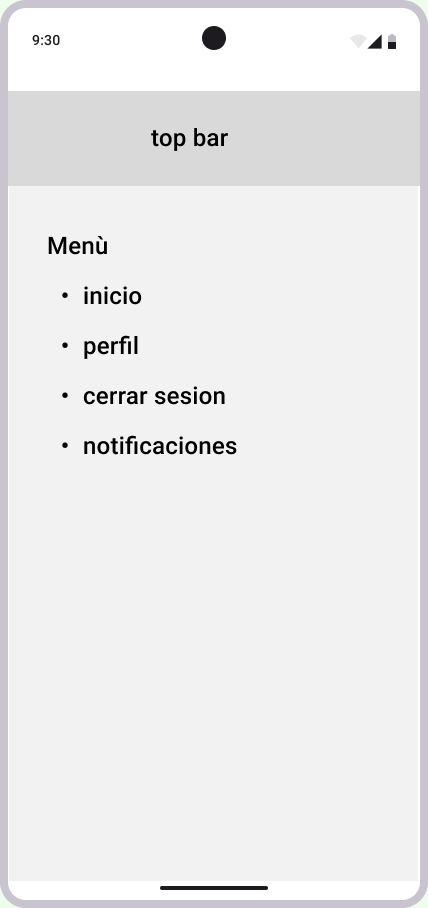 9:30
top bar
Menù
• inicio
• perfil
• cerrar sesion
• notificaciones